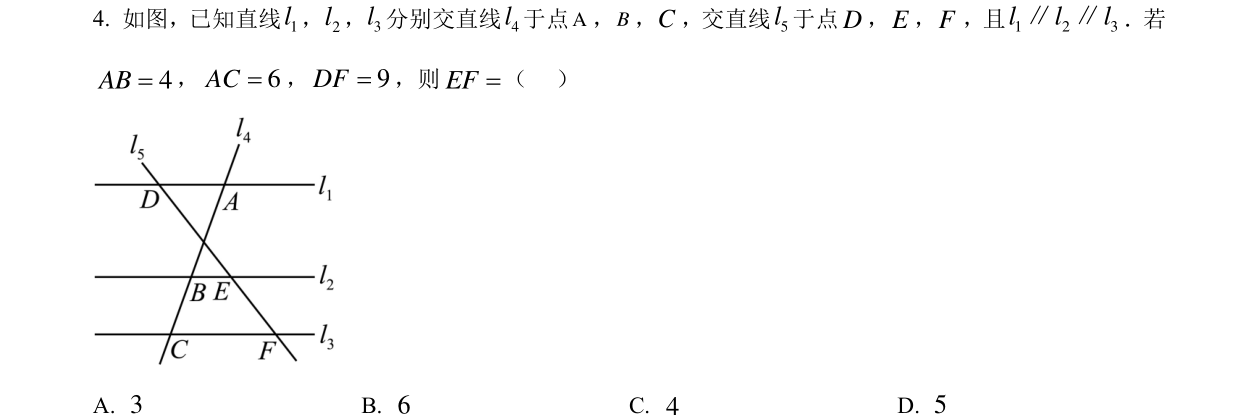 4. 如图，已知直线l₁，l₂，l₃分别交直线l₄于点A，B，C，交直线l₅于点D，E，F，且l₁∥l₂∥l₃．若
AB=4，AC=6，DF=9，则EF=（ ）
l₄
l₅
D A l₁
B E l₂
C F l₃
A. 3 B. 6 C. 4 D. 5